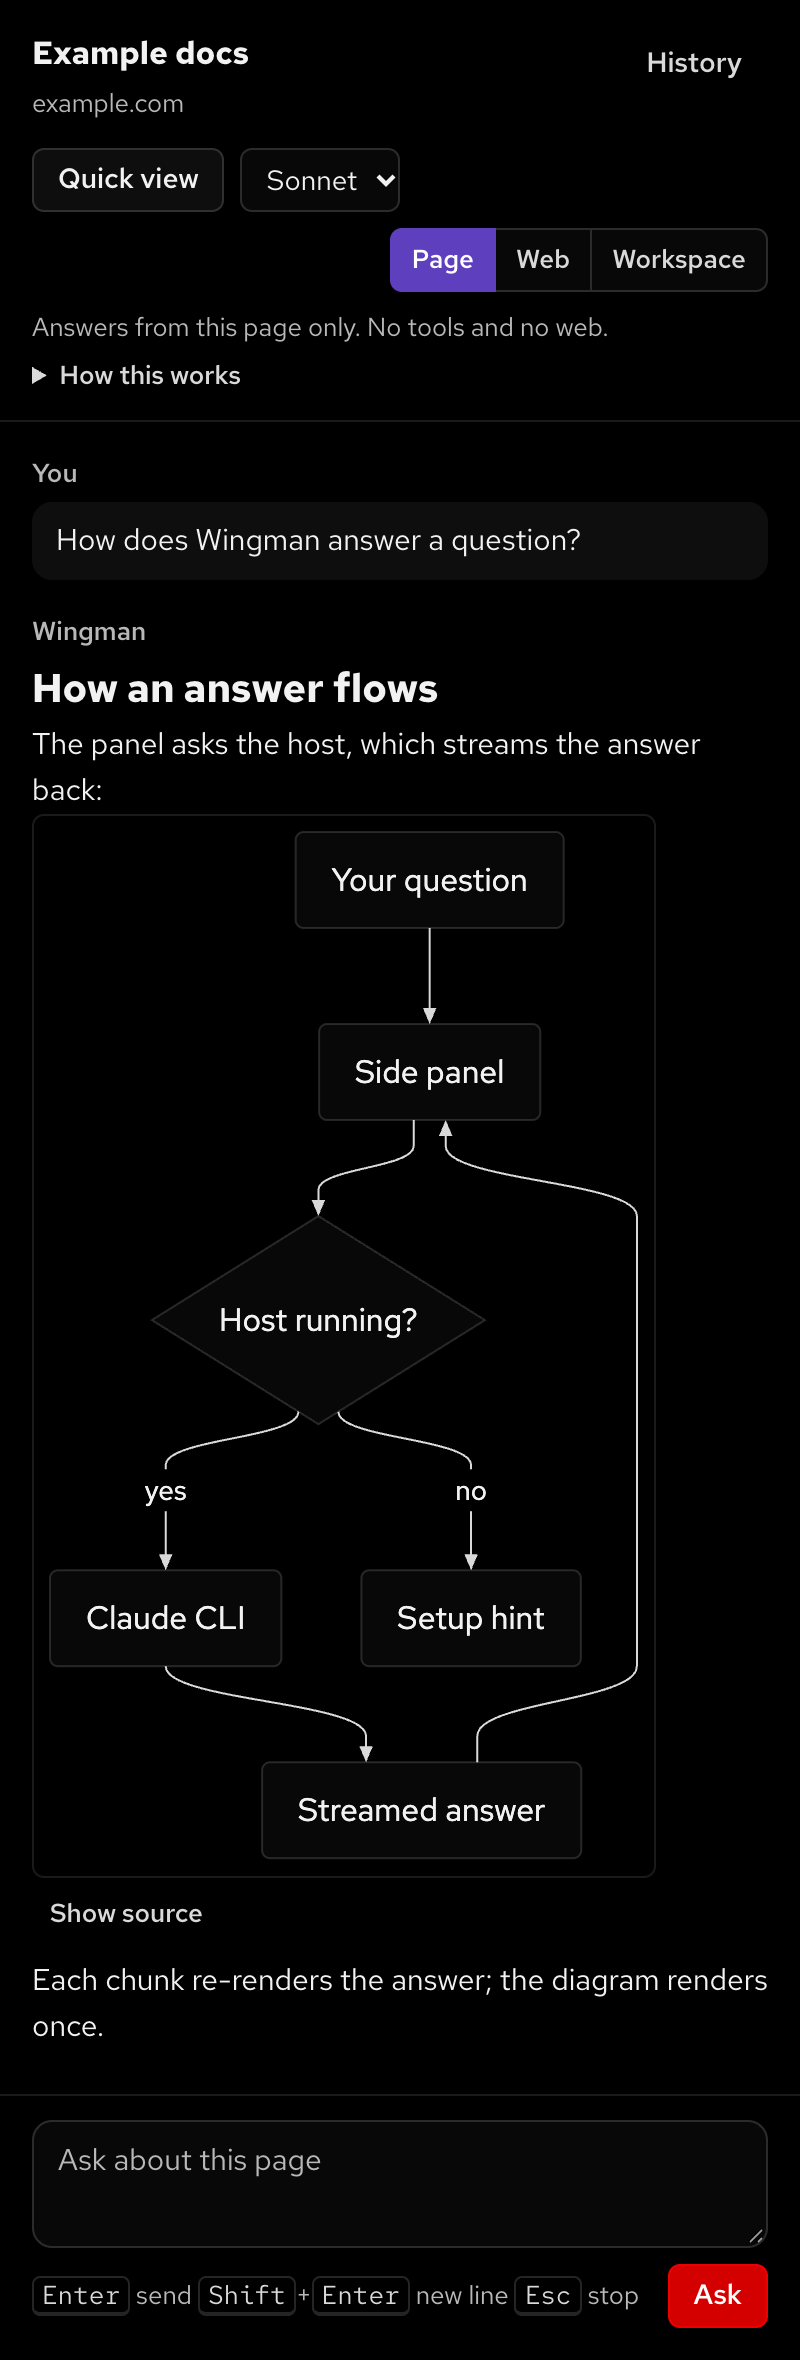 Example docs
History
example.com
Quick view
Sonnet
Page
Web
Workspace
Answers from this page only. No tools and no web.
How this works
You
How does Wingman answer a question?
Wingman
How an answer flows
The panel asks the host, which streams the answer
back:
Your question
Side panel
Host running?
yes
no
Claude CLI
Setup hint
Streamed answer
Show source
Each chunk re-renders the answer; the diagram renders
once.
Ask about this page
Enter send Shift+Enter new line Esc stop
Ask